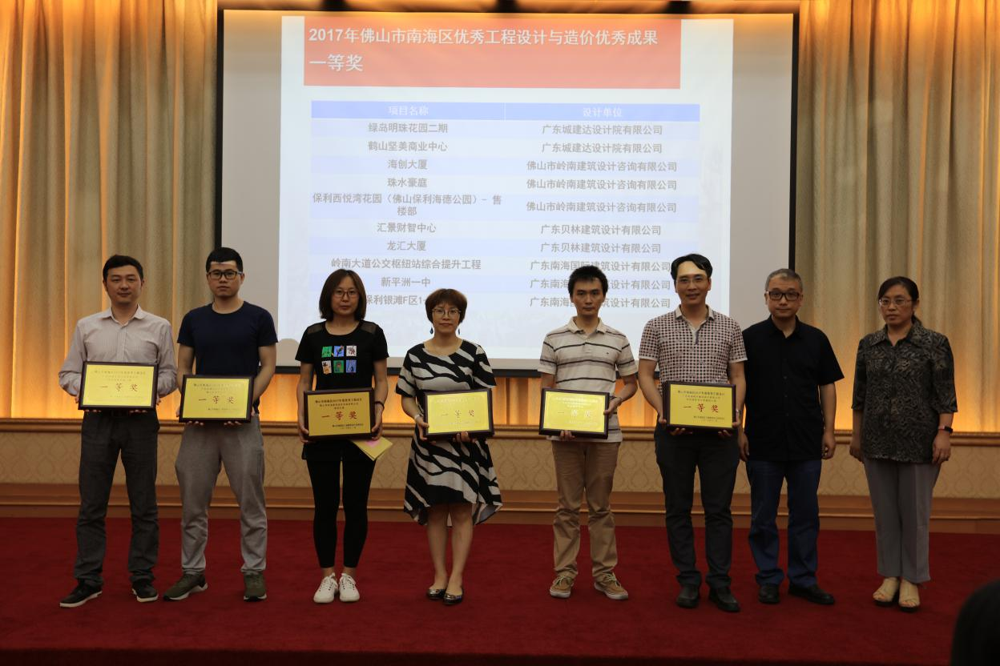 2017年佛山市南海区优秀工程设计与造价优秀成果
一等奖
项目名称 设计单位
绿岛明珠花园二期 广东城建达设计院有限公司
鹤山坚美商业中心 广东城建达设计院有限公司
海创大厦 佛山市岭南建筑设计咨询有限公司
珠水豪庭 佛山市岭南建筑设计咨询有限公司
保利西悦湾花园（佛山保利海德公园）- 售
楼部 佛山市岭南建筑设计咨询有限公司
汇景财智中心 广东贝林建筑设计有限公司
龙汇大厦 广东贝林建筑设计有限公司
岭南大道公交枢纽站综合提升工程 广东南海国际建筑设计有限公司
新平洲一中 广东南海 筑设计有限公司
保利银滩F区1 广东南海 筑设计有限公司
一等奖
一等奖
一等奖
一等奖
一等奖